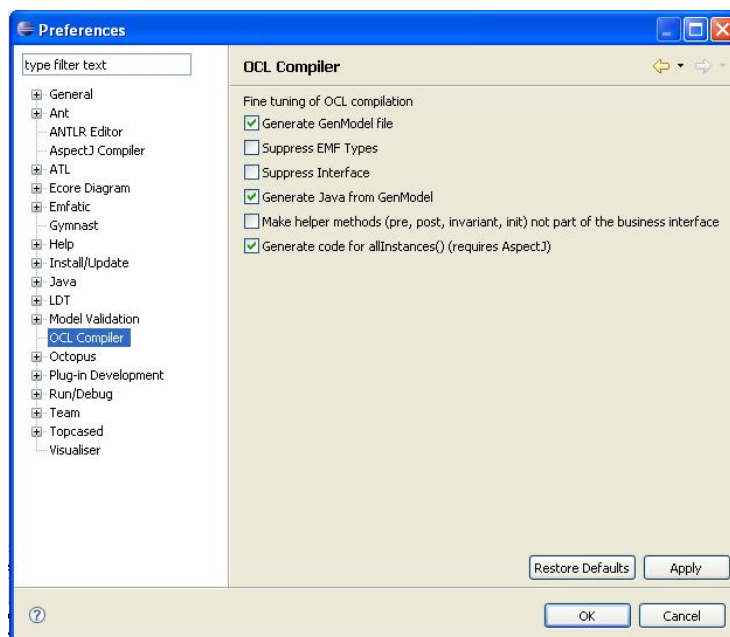 Preferences
type filter text
General
Ant
ANTLR Editor
AspectJ Compiler
ATL
Ecore Diagram
Emfatic
Gymnast
Help
Install/Update
Java
LDT
Model Validation
OCL Compiler
Octopus
Plug-in Development
Run/Debug
Team
Topcased
Visualiser
OCL Compiler
Fine tuning of OCL compilation
Generate GenModel file
Suppress EMF Types
Suppress Interface
Generate Java from GenModel
Make helper methods (pre, post, invariant, init) not part of the business interface
Generate code for allInstances() (requires AspectJ)
Restore Defaults Apply
? OK Cancel